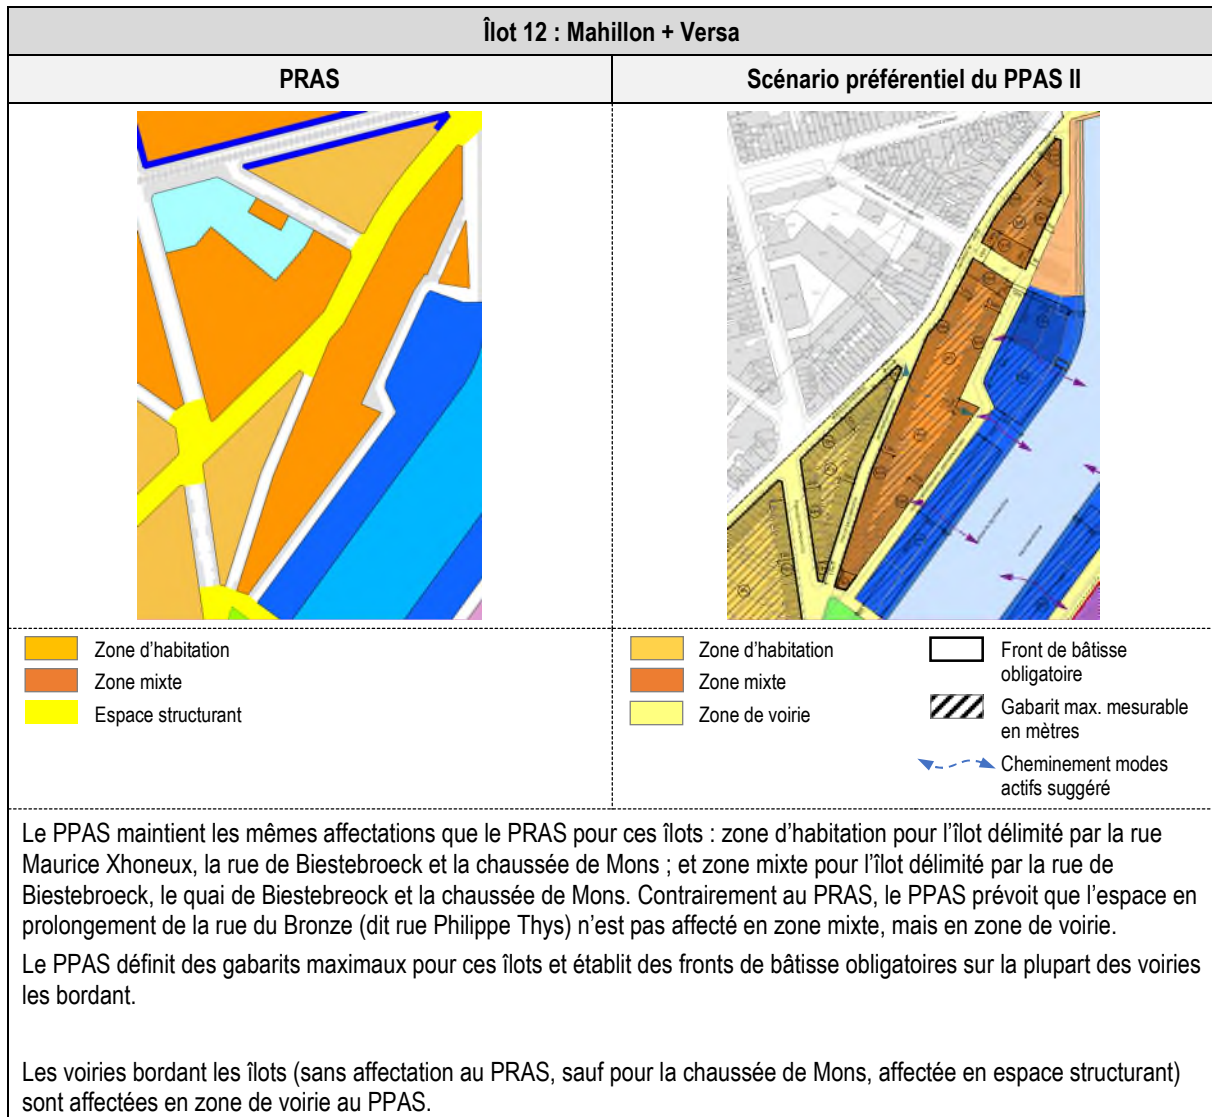 Îlot 12 : Mahillon + Versa
PRAS
Scénario préférentiel du PPAS II
Zone d'habitation
Zone mixte
Espace structurant
Zone d'habitation
Zone mixte
Zone de voirie
Front de bâtisse
obligatoire
Gabarit max. mesurable
en mètres
Cheminement modes
actifs suggéré
Le PPAS maintient les mêmes affectations que le PRAS pour ces îlots : zone d'habitation pour l'îlot délimité par la rue
Maurice Xhoneux, la rue de Biestebroeck et la chaussée de Mons ; et zone mixte pour l'îlot délimité par la rue de
Biestebroeck, le quai de Biestebreock et la chaussée de Mons. Contrairement au PRAS, le PPAS prévoit que l'espace en
prolongement de la rue du Bronze (dit rue Philippe Thys) n'est pas affecté en zone mixte, mais en zone de voirie.
Le PPAS définit des gabarits maximaux pour ces îlots et établit des fronts de bâtisse obligatoires sur la plupart des voiries
les bordant.
Les voiries bordant les îlots (sans affectation au PRAS, sauf pour la chaussée de Mons, affectée en espace structurant)
sont affectées en zone de voirie au PPAS.